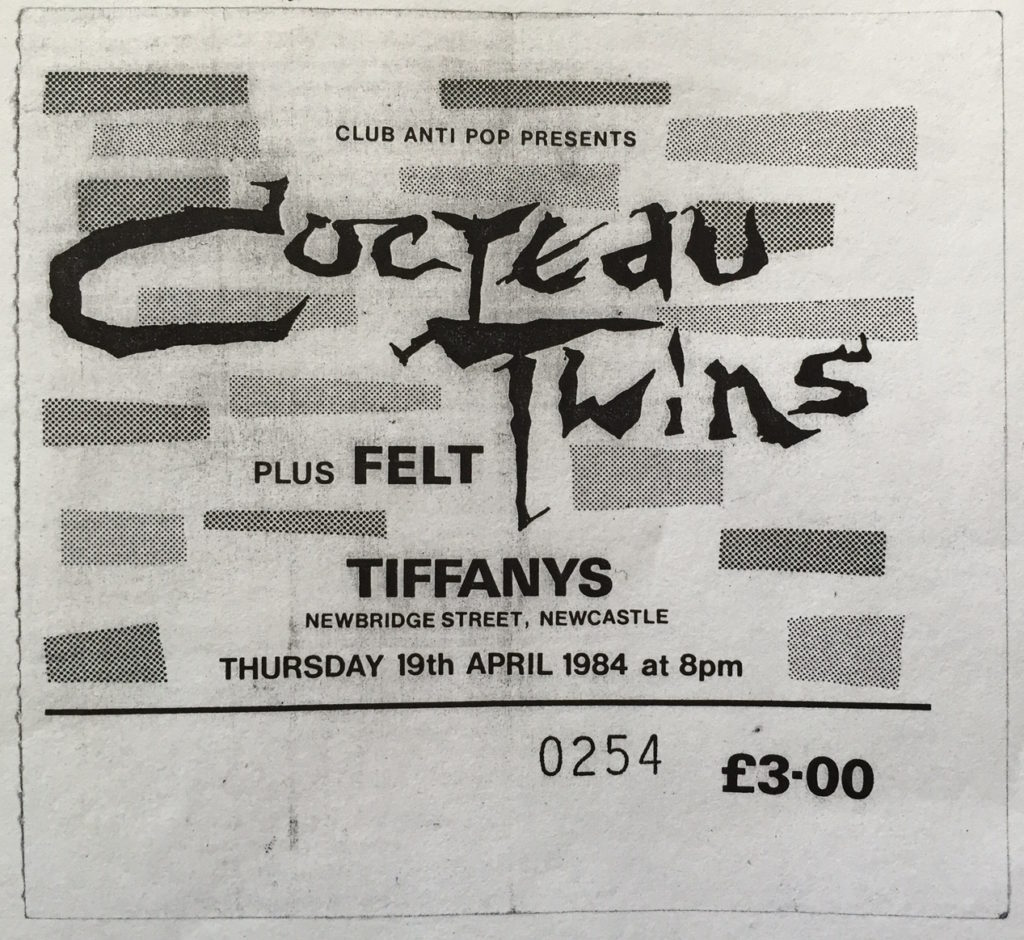 CLUB ANTI POP PRESENTS
Cocteau
Twins
PLUS FELT
TIFFANYS
NEWBRIDGE STREET, NEWCASTLE
THURSDAY 19th APRIL 1984 at 8pm
0254 £3·00